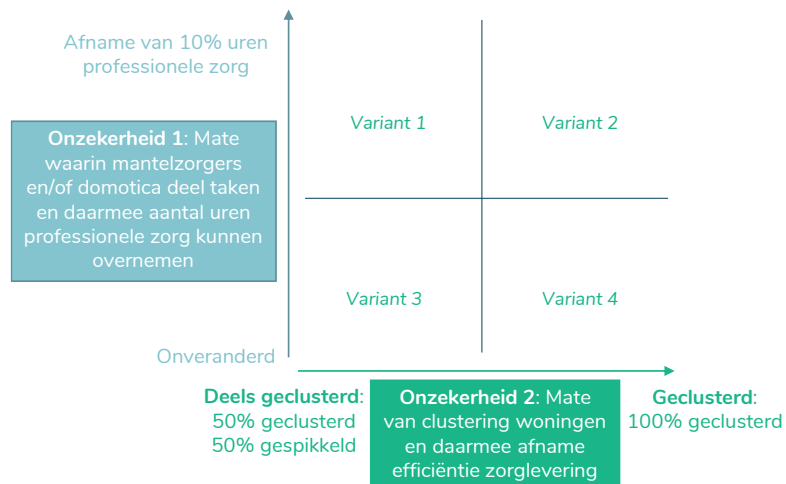 Afname van 10% uren
professionele zorg
Variant 1
Variant 2
Onzekerheid 1: Mate
waarin mantelzorgers
en/of domotica deel taken
en daarmee aantal uren
professionele zorg kunnen
overnemen
Variant 3
Variant 4
Onveranderd
Deels geclusterd:
50% geclusterd
50% gespikkeld
Onzekerheid 2: Mate
van clustering woningen
en daarmee afname
efficiëntie zorglevering
Geclusterd:
100% geclusterd